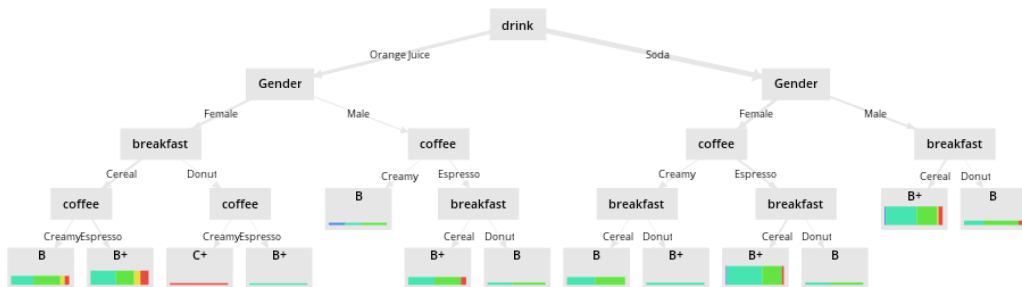 drink
Orange Juice Soda
Gender Gender
Female Male Female Male
breakfast coffee coffee breakfast
Cereal Donut Creamy Espresso Creamy Espresso Cereal Donut
coffee coffee B breakfast breakfast breakfast B+ B
Creamy Espresso Creamy Espresso Cereal Donut Cereal Donut Cereal Donut
B B+ C+ B+ B+ B B B+ B+ B